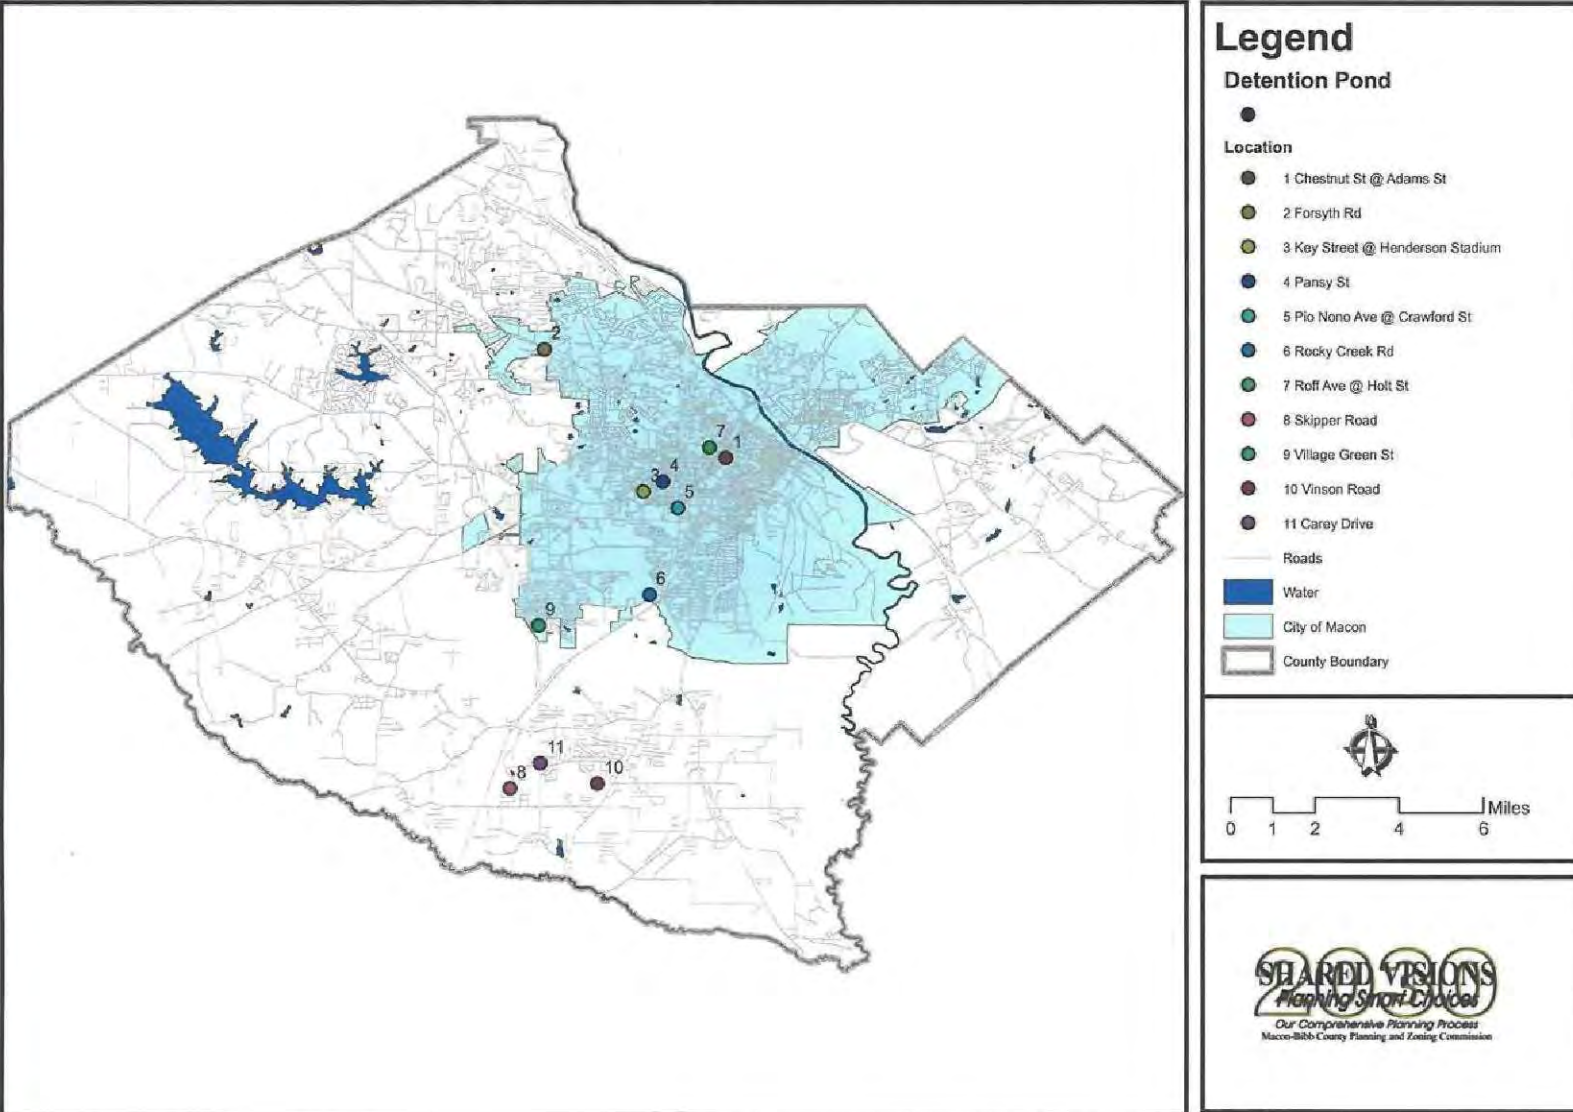 Legend
Detention Pond
Location
1 Chestnut St @ Adams St
2 Forsyth Rd
3 Key Street @ Henderson Stadium
4 Pansy St
5 Pio Nono Ave @ Crawford St
6 Rocky Creek Rd
7 Roff Ave @ Holt St
8 Skipper Road
9 Village Green St
10 Vinson Road
11 Carey Drive
Roads
Water
City of Macon
County Boundary
N
Miles
0 1 2 4 6
2030
SHARED VISIONS
Planning Smart Choices
Our Comprehensive Planning Process
Macon-Bibb County Planning and Zoning Commission
2
7
1
4
3
5
6
9
11
8
10